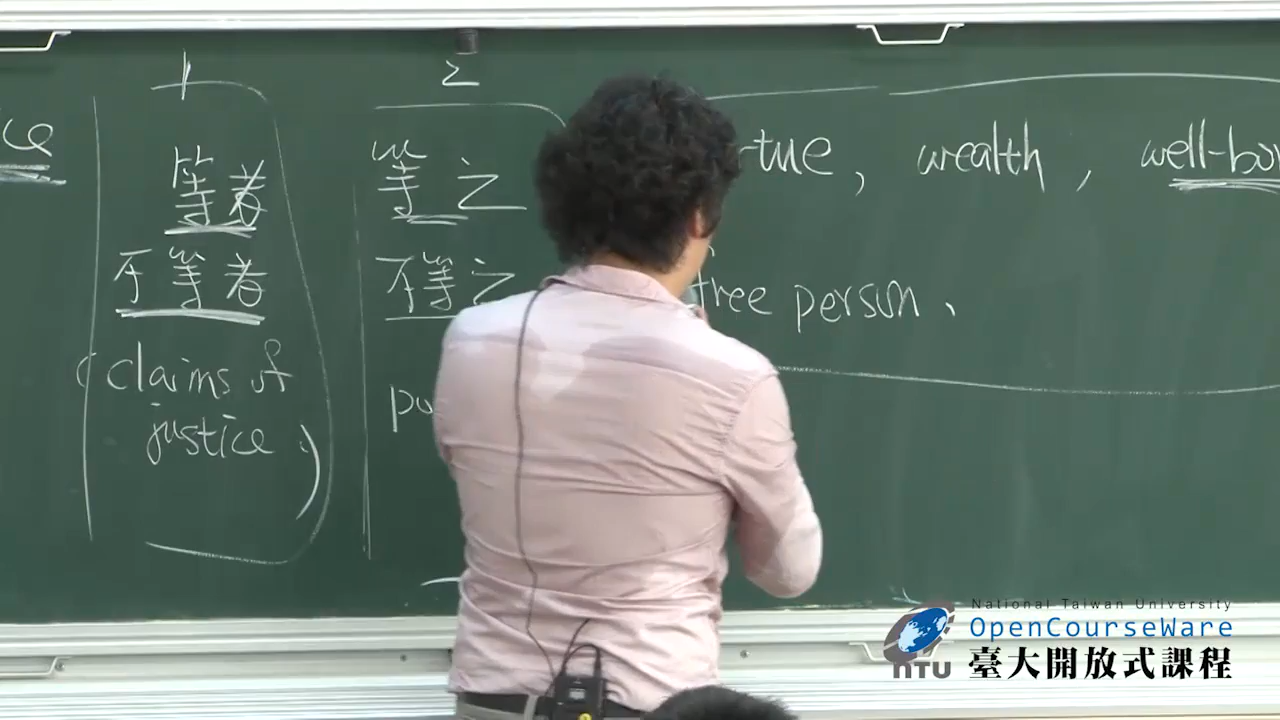 1
等者
不等者
(claims of
justice)
2
等之
不等之
wealth, well-bo
free person.
National Taiwan University
OpenCourseWare
NTU 臺大開放式課程